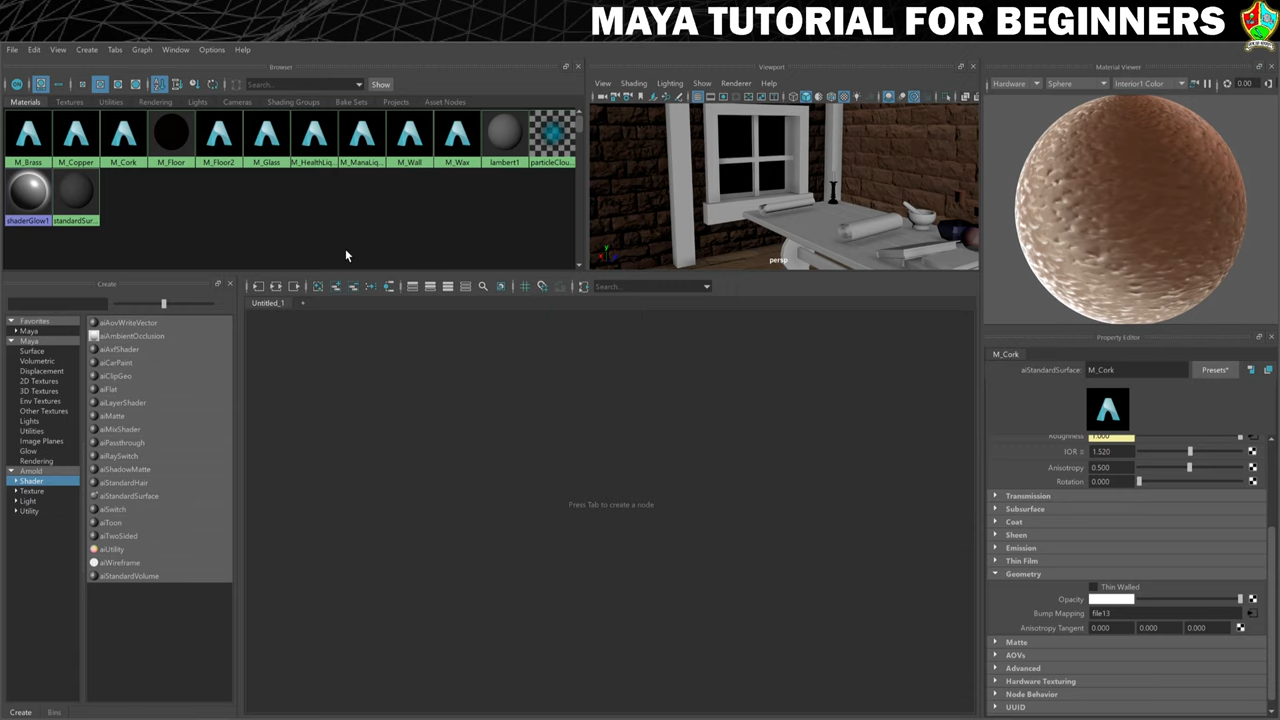 MAYA TUTORIAL FOR BEGINNERS
File Edit View Create Tabs Graph Window Options Help
Browser
Search... Show
Materials Textures Utilities Rendering Lights Cameras Shading Groups Bake Sets Projects Asset Nodes
M_Brass M_Copper M_Cork M_Floor M_Floor2 M_Glass M_HealthLiq... M_ManaLiq... M_Wall M_Wax lambert1 particleClou...
shaderGlow1 standardSur...
Viewport
View Shading Lighting Show Renderer Help
persp
Material Viewer
Hardware Sphere Interior1 Color 0.00
Create
Favorites
Maya
Maya
Surface
Volumetric
Displacement
2D Textures
3D Textures
Env Textures
Other Textures
Lights
Utilities
Image Planes
Glow
Rendering
Arnold
Shader
Texture
Light
Utility
aiAovWriteVector
aiAmbientOcclusion
aiAxfShader
aiCarPaint
aiClipGeo
aiFlat
aiLayerShader
aiMatte
aiMixShader
aiPassthrough
aiRaySwitch
aiShadowMatte
aiStandardHair
aiStandardSurface
aiSwitch
aiToon
aiTwoSided
aiUtility
aiWireframe
aiStandardVolume
Create Bins
Search...
Untitled_1 +
Press Tab to create a node
Property Editor
M_Cork
aiStandardSurface: M_Cork Presets*
Roughness 1.000
IOR = 1.520
Anisotropy 0.500
Rotation 0.000
Transmission
Subsurface
Coat
Sheen
Emission
Thin Film
Geometry
Thin Walled
Opacity
Bump Mapping file13
Anisotropy Tangent 0.000 0.000 0.000
Matte
AOVs
Advanced
Hardware Texturing
Node Behavior
UUID